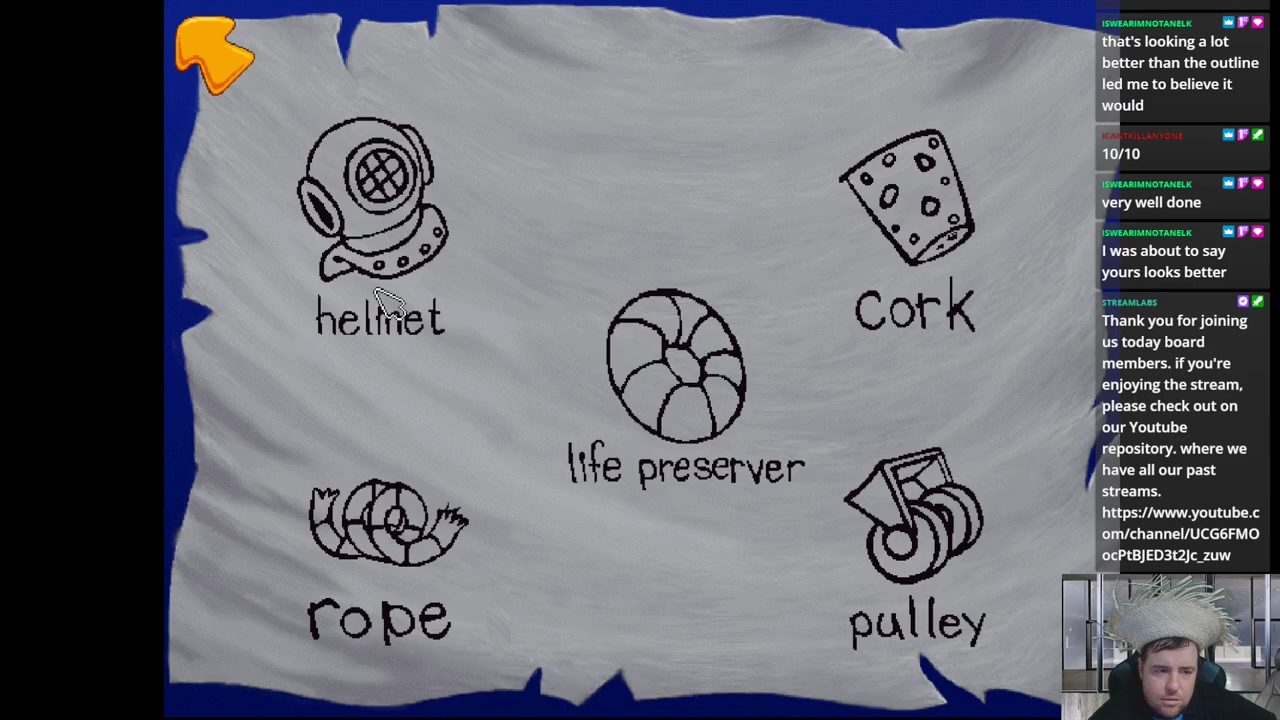 helmet
cork
life preserver
rope
pulley
ISWEARIMNOTANELK
that's looking a lot
better than the outline
led me to believe it
would
ICANTKILLANYONE
10/10
ISWEARIMNOTANELK
very well done
ISWEARIMNOTANELK
I was about to say
yours looks better
STREAMLABS
Thank you for joining
us today board
members. if you're
enjoying the stream,
please check out on
our Youtube
repository. where we
have all our past
streams.
https://www.youtube.c
om/channel/UCG6FMO
ocPtBJED3t2Jc_zuw